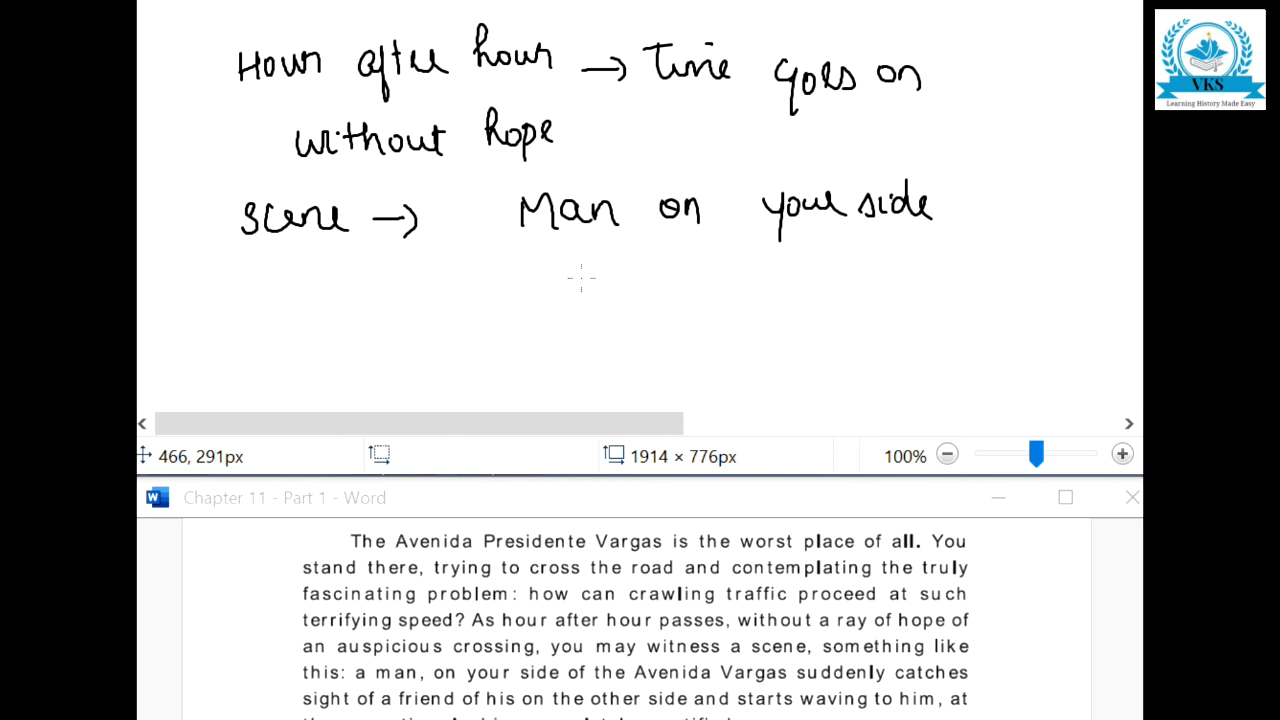 Hour after hour → Time goes on
without hope
Scene → Man on your side
VKS
Learning History Made Easy
466, 291px
1914 × 776px
100%
Chapter 11 - Part 1 - Word
The Avenida Presidente Vargas is the worst place of all. You
stand there, trying to cross the road and contemplating the truly
fascinating problem: how can crawling traffic proceed at such
terrifying speed? As hour after hour passes, without a ray of hope of
an auspicious crossing, you may witness a scene, something like
this: a man, on your side of the Avenida Vargas suddenly catches
sight of a friend of his on the other side and starts waving to him, at